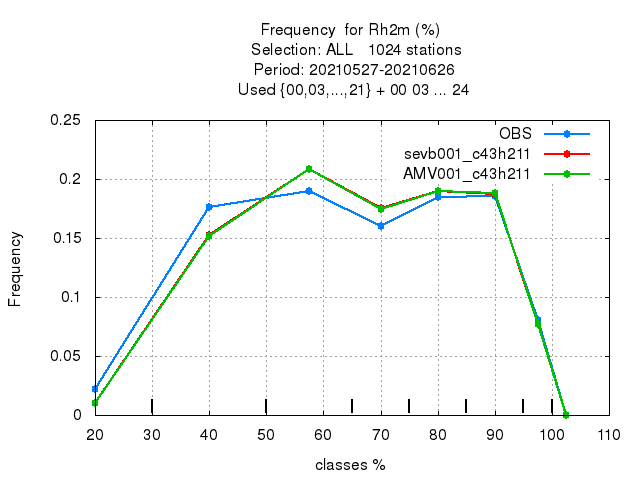 Frequency  for Rh2m (%)
Selection: ALL   1024 stations
Period: 20210527-20210626
Used {00,03,...,21} + 00 03 ... 24
0.25
0.2
0.15
0.1
0.05
0
Frequency
OBS
sevb001_c43h211
AMV001_c43h211
20 30 40 50 60 70 80 90 100 110
classes %